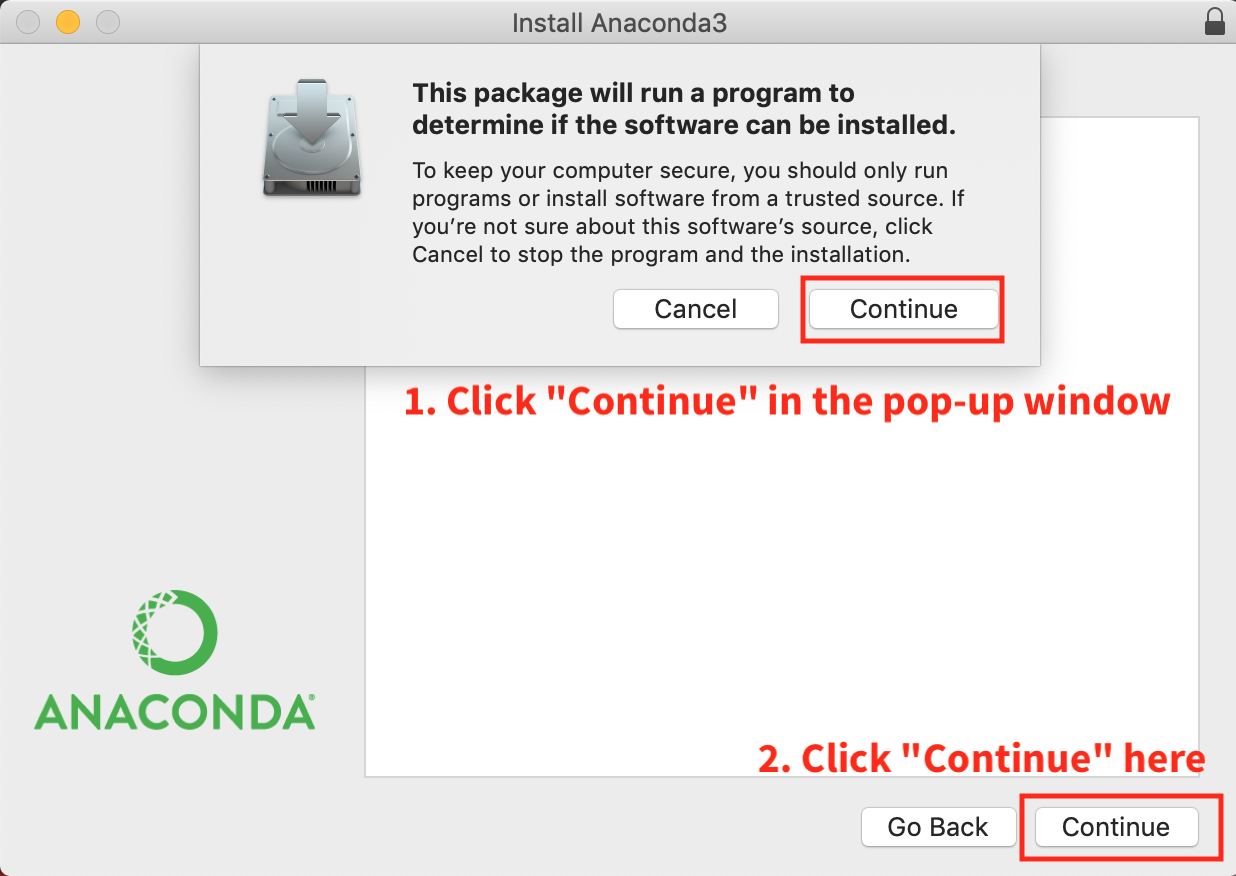 Install Anaconda3
This package will run a program to
determine if the software can be installed.
To keep your computer secure, you should only run
programs or install software from a trusted source. If
you’re not sure about this software’s source, click
Cancel to stop the program and the installation.
Cancel
Continue
1. Click "Continue" in the pop-up window
ANACONDA®
2. Click "Continue" here
Go Back
Continue